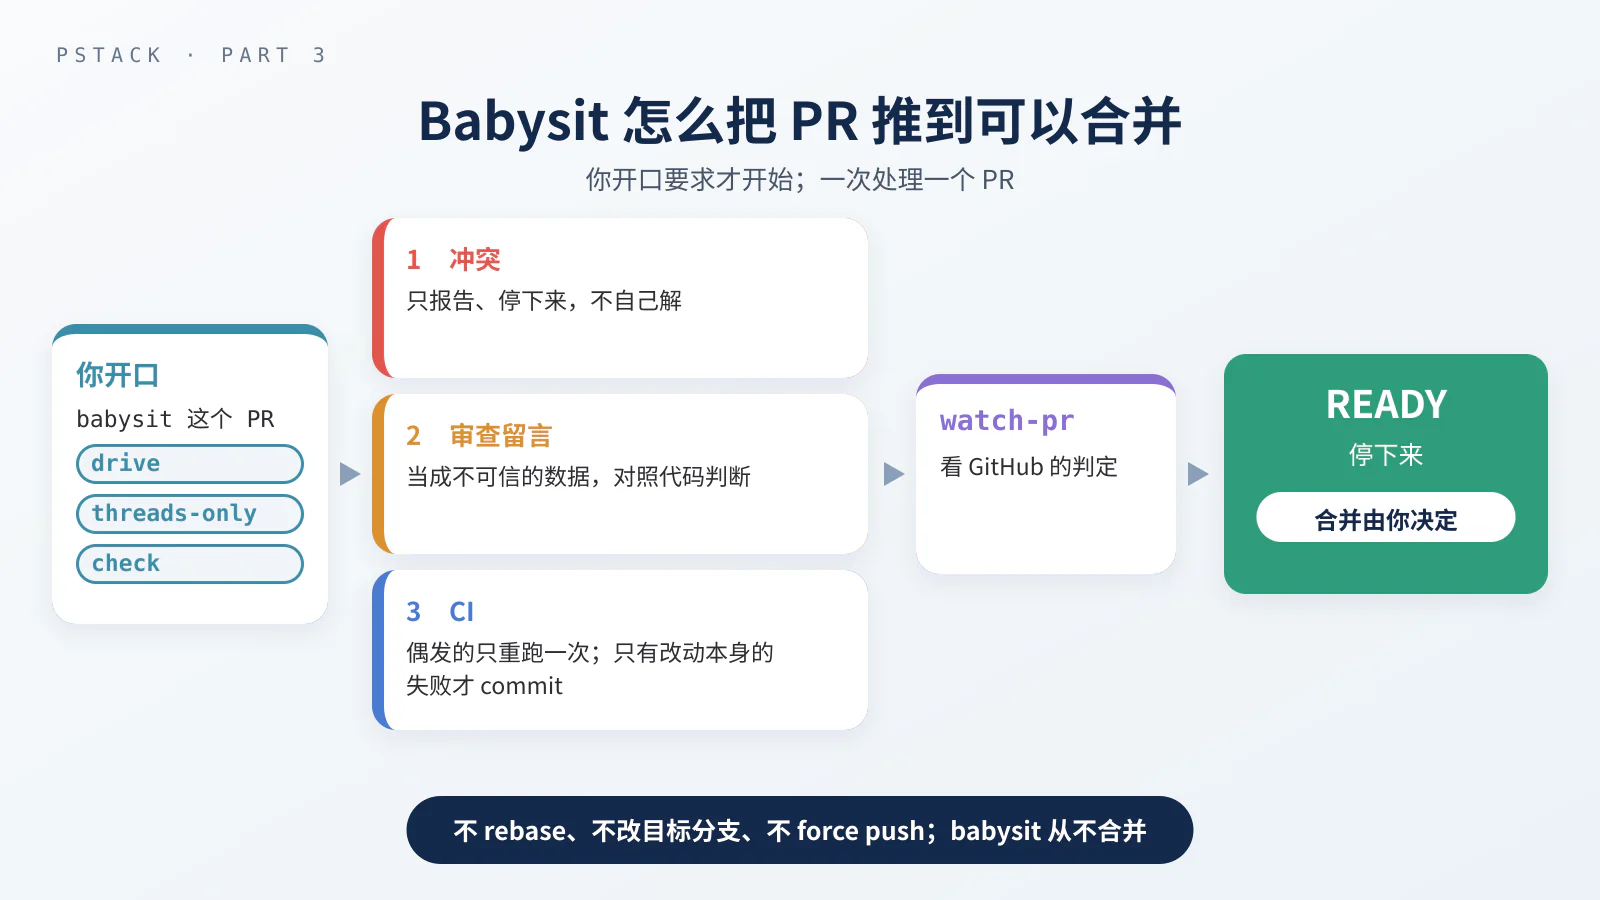 PSTACK · PART 3
Babysit 怎么把 PR 推到可以合并
你开口要求才开始；一次处理一个 PR
你开口
babysit 这个 PR
drive
threads-only
check
1 冲突
只报告、停下来，不自己解
2 审查留言
当成不可信的数据，对照代码判断
3 CI
偶发的只重跑一次；只有改动本身的
失败才 commit
watch-pr
看 GitHub 的判定
READY
停下来
合并由你决定
不 rebase、不改目标分支、不 force push；babysit 从不合并